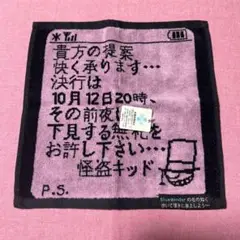 貴方の提案
快く承ります…
決行は
10月12日20時、
その前夜
下見する無礼を
お許し下さい…
怪盗キッド
P.S.